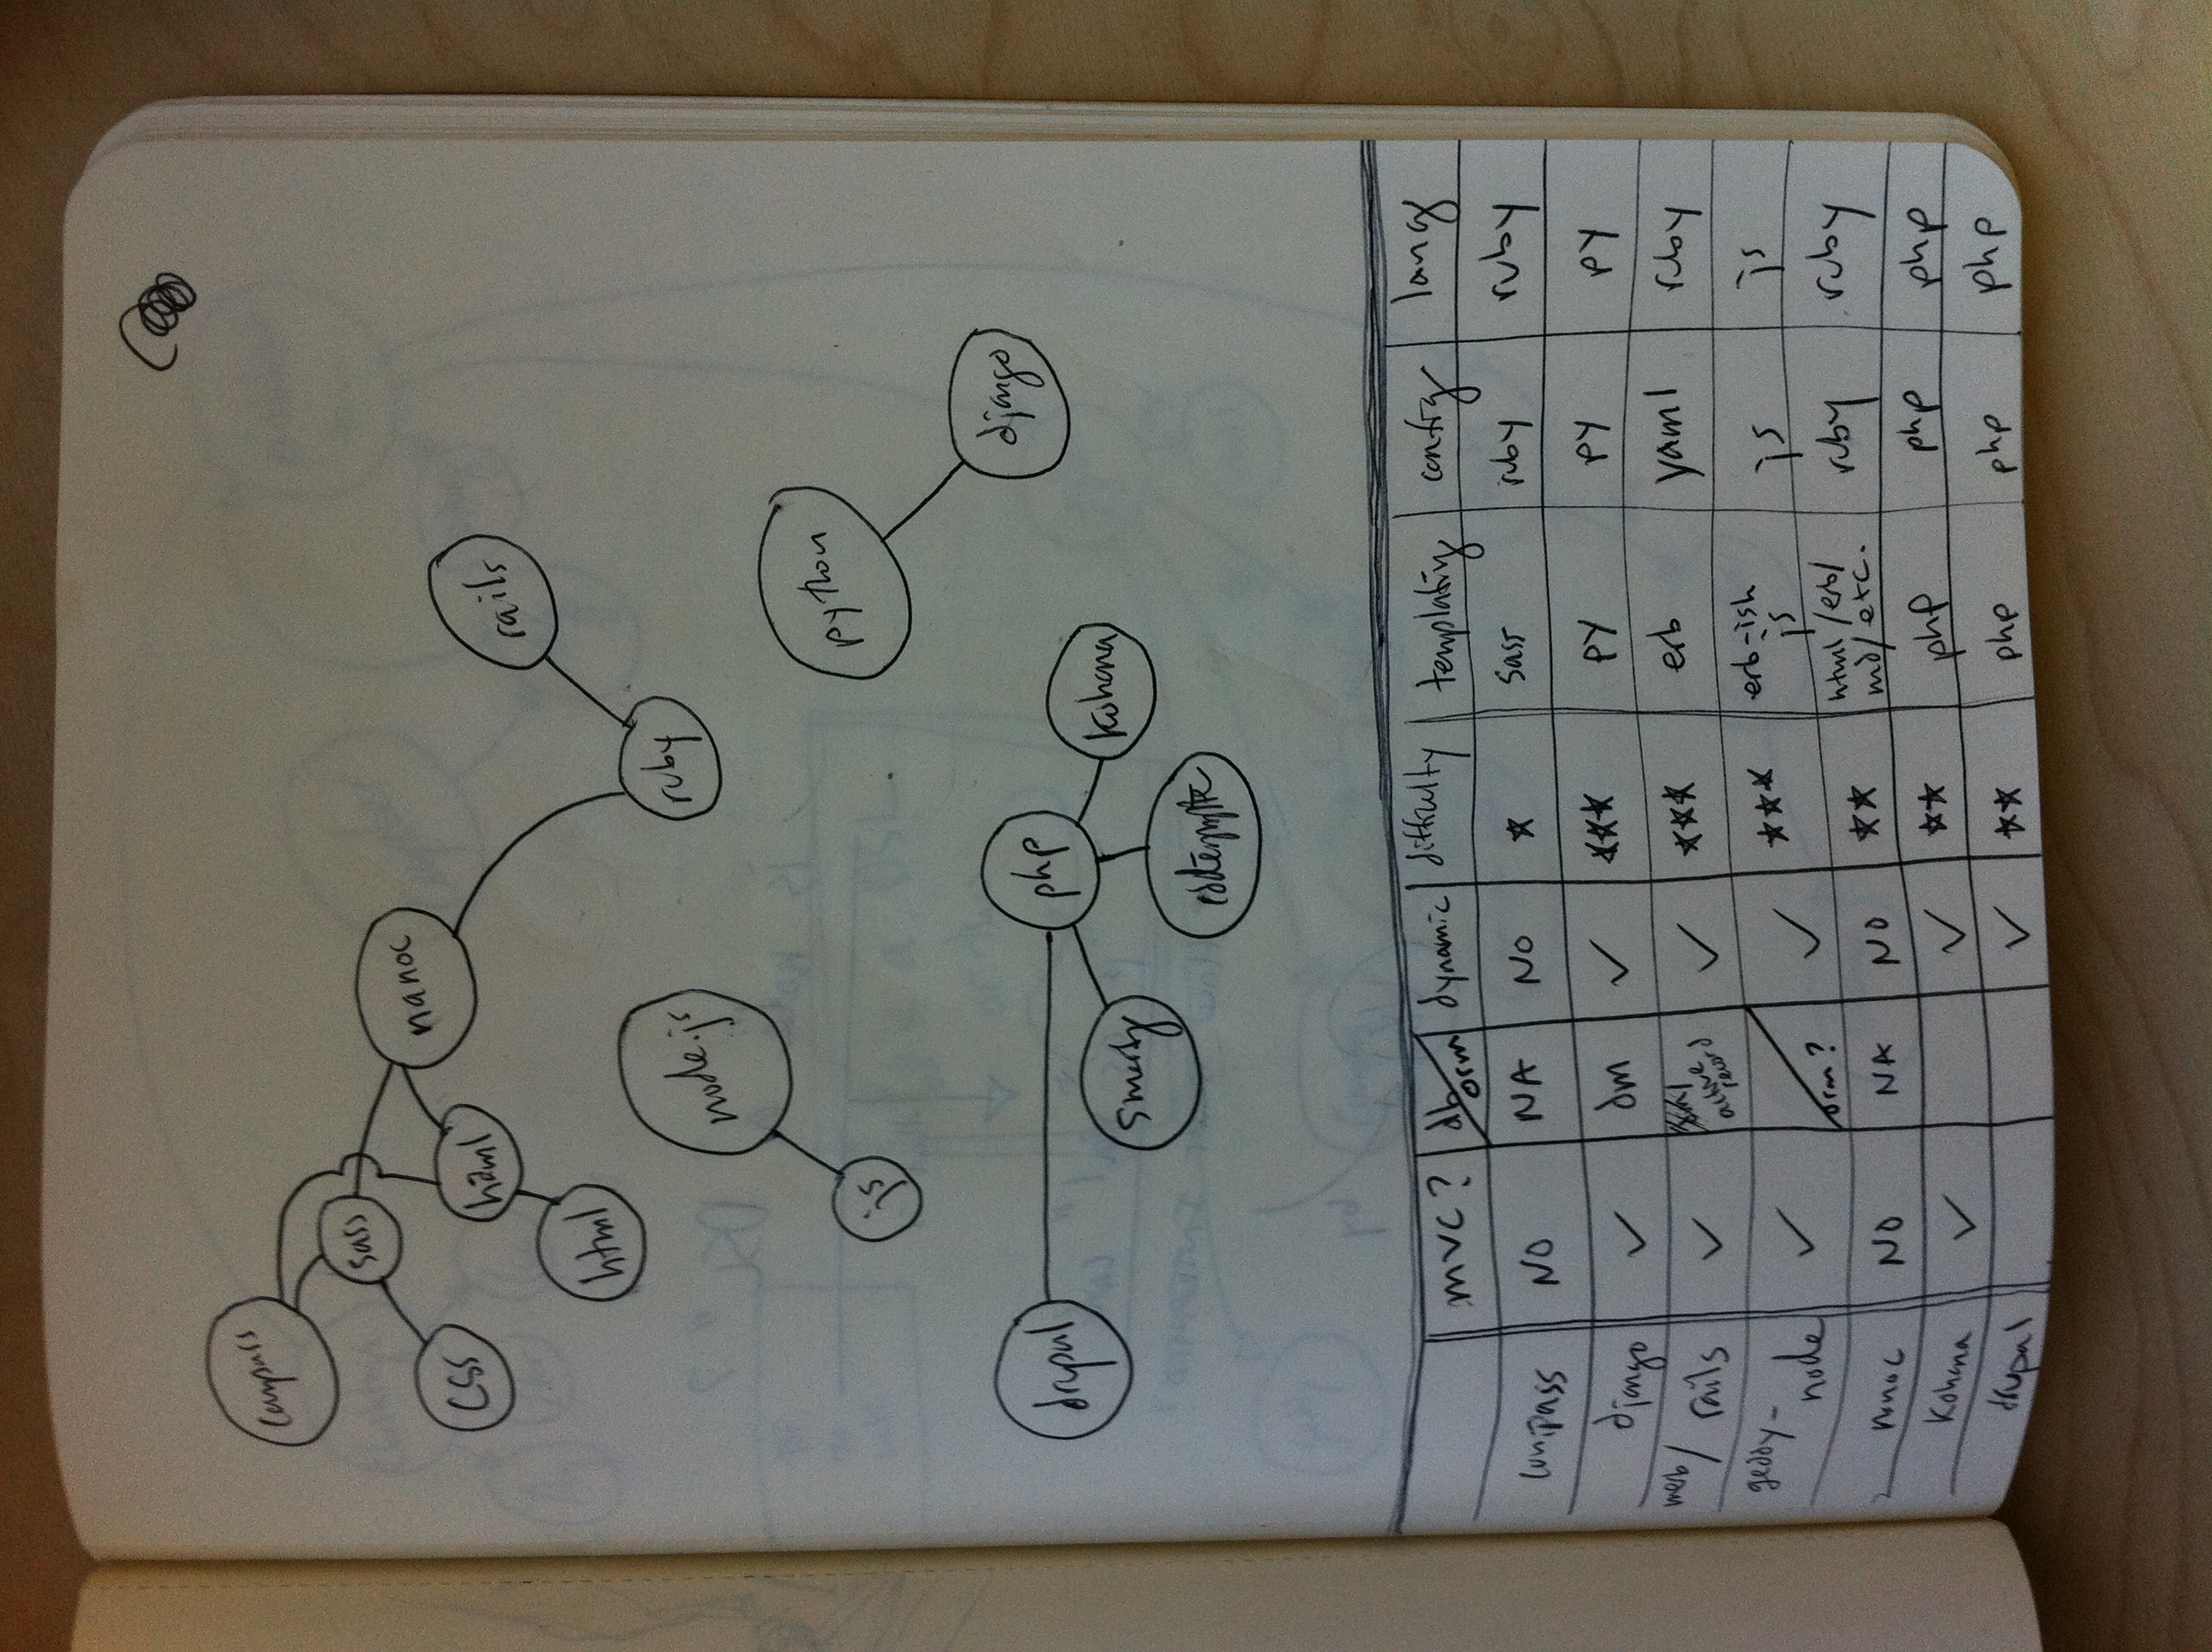 compass
sass
css
haml
html
nanoc
rails
ruby
node.js
js
python
django
drupal
php
smarty
kohana
mvc? db/orm dynamic difficulty templating config lang
compass NO NA NO * sass ruby ruby
django ✓ dm ✓ *** py py py
merb/rails ✓ active record ✓ *** erb yaml ruby
geddy-node ✓ orm? ✓ *** erb-ish js js js
nanoc NO NA NO ** html/erb/md/etc. ruby ruby
kohana ✓ ✓ ** php php php
drupal ✓ ** php php php